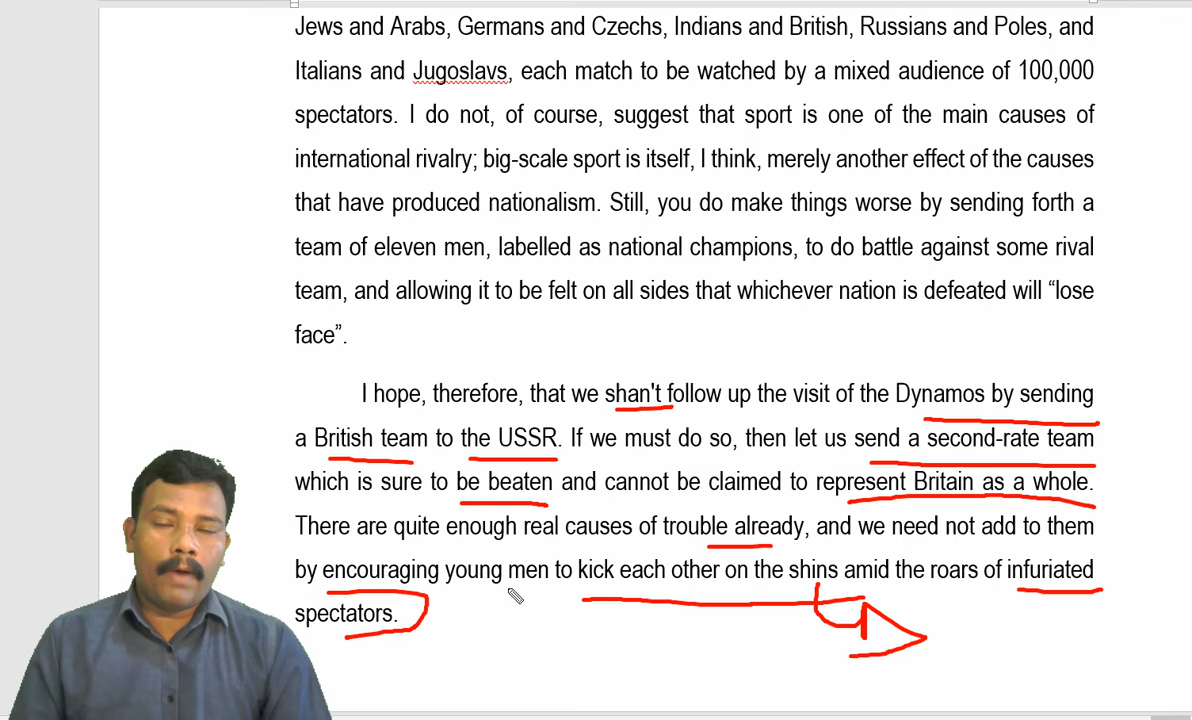 Jews and Arabs, Germans and Czechs, Indians and British, Russians and Poles, and
Italians and Jugoslavs, each match to be watched by a mixed audience of 100,000
spectators. I do not, of course, suggest that sport is one of the main causes of
international rivalry; big-scale sport is itself, I think, merely another effect of the causes
that have produced nationalism. Still, you do make things worse by sending forth a
team of eleven men, labelled as national champions, to do battle against some rival
team, and allowing it to be felt on all sides that whichever nation is defeated will “lose
face”.
I hope, therefore, that we shan't follow up the visit of the Dynamos by sending
a British team to the USSR. If we must do so, then let us send a second-rate team
which is sure to be beaten and cannot be claimed to represent Britain as a whole.
There are quite enough real causes of trouble already, and we need not add to them
by encouraging young men to kick each other on the shins amid the roars of infuriated
spectators.